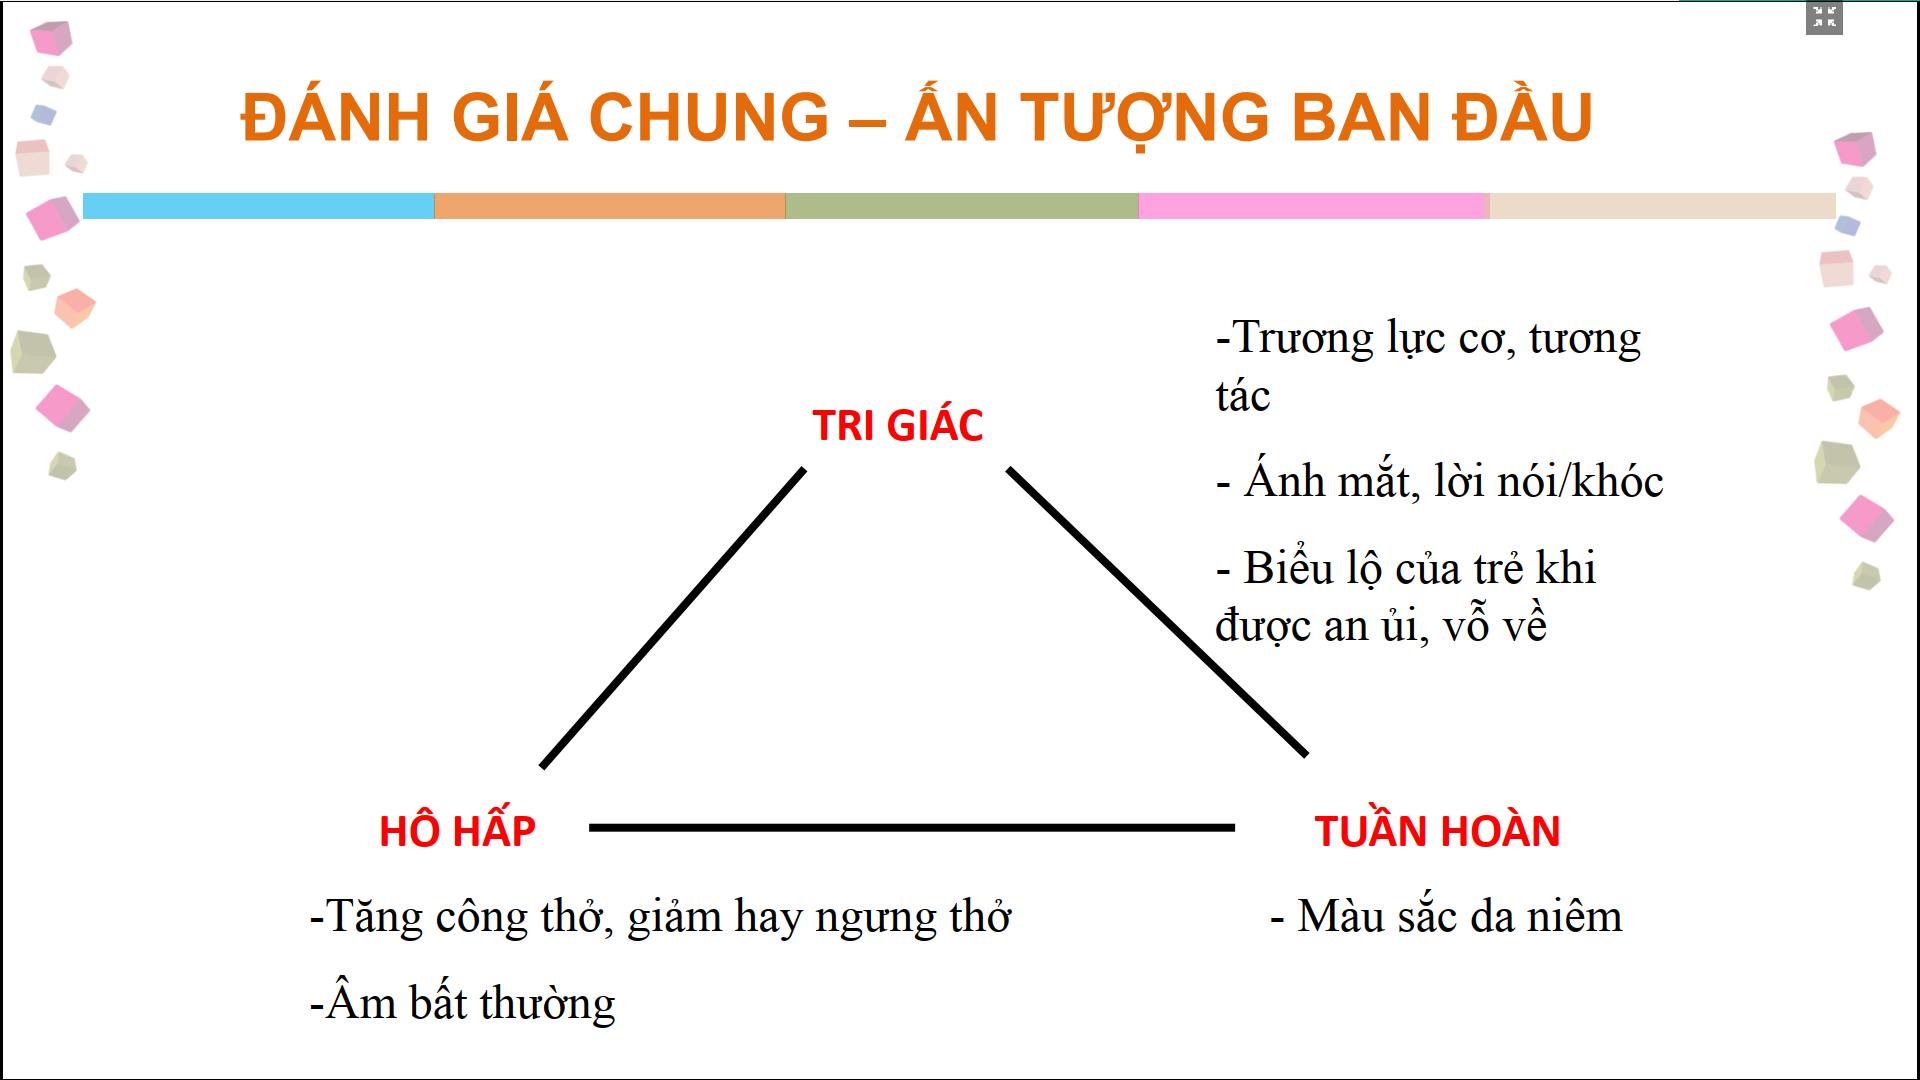 ĐÁNH GIÁ CHUNG – ẤN TƯỢNG BAN ĐẦU
-Trương lực cơ, tương
tác
- Ánh mắt, lời nói/khóc
- Biểu lộ của trẻ khi
được an ủi, vỗ về
TRI GIÁC
HÔ HẤP
-Tăng công thở, giảm hay ngưng thở
-Âm bất thường
TUẦN HOÀN
- Màu sắc da niêm